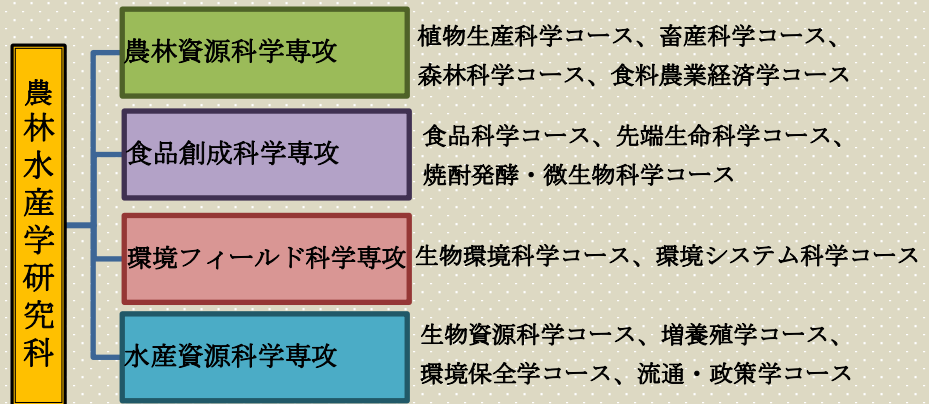 農林水産学研究科
農林資源科学専攻
植物生産科学コース、畜産科学コース、
森林科学コース、食料農業経済学コース
食品創成科学専攻
食品科学コース、先端生命科学コース、
焼酎発酵・微生物科学コース
環境フィールド科学専攻
生物環境科学コース、環境システム科学コース
水産資源科学専攻
生物資源科学コース、増養殖学コース、
環境保全学コース、流通・政策学コース